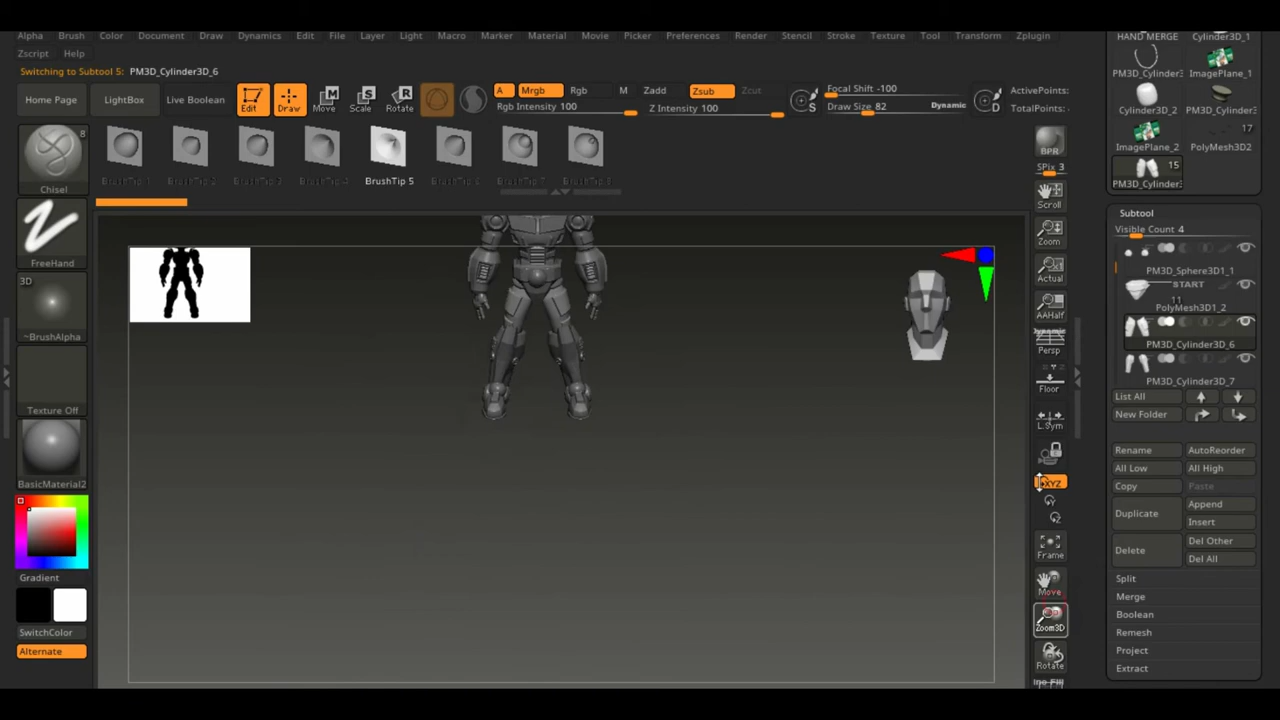 Alpha Brush Color Document Draw Dynamics Edit File Layer Light Macro Marker Material Movie Picker Preferences Render Stencil Stroke Texture Tool Transform Zplugin
Zscript Help
Switching to Subtool 5: PM3D_Cylinder3D_6
Home Page LightBox Live Boolean Edit Draw Move Scale Rotate
A Mrgb Rgb M Zadd Zsub Zcut
Rgb Intensity 100 Z Intensity 100
Focal Shift -100
Draw Size 82 Dynamic
S D
ActivePoints:
TotalPoints:
8
Chisel
BrushTip 5
FreeHand
3D
~BrushAlpha
Texture Off
BasicMaterial2
Gradient
SwitchColor
Alternate
BPR
SPix 3
Scroll
Zoom
Actual
AAHalf
Dynamic
Persp
Floor
L.Sym
XYZ
Y
Z
Frame
Move
Zoom3D
Rotate
HAND MERGE Cylinder3D_1
PM3D_Cylinder3 ImagePlane_1
Cylinder3D_2 PM3D_Cylinder3
17
ImagePlane_2 PolyMesh3D2
15
PM3D_Cylinder3
Subtool
Visible Count 4
PM3D_Sphere3D1_1
START
11
PolyMesh3D1_2
PM3D_Cylinder3D_6
PM3D_Cylinder3D_7
List All
New Folder
Rename AutoReorder
All Low All High
Copy Paste
Duplicate Append
Insert
Delete Del Other
Del All
Split
Merge
Boolean
Remesh
Project
Extract